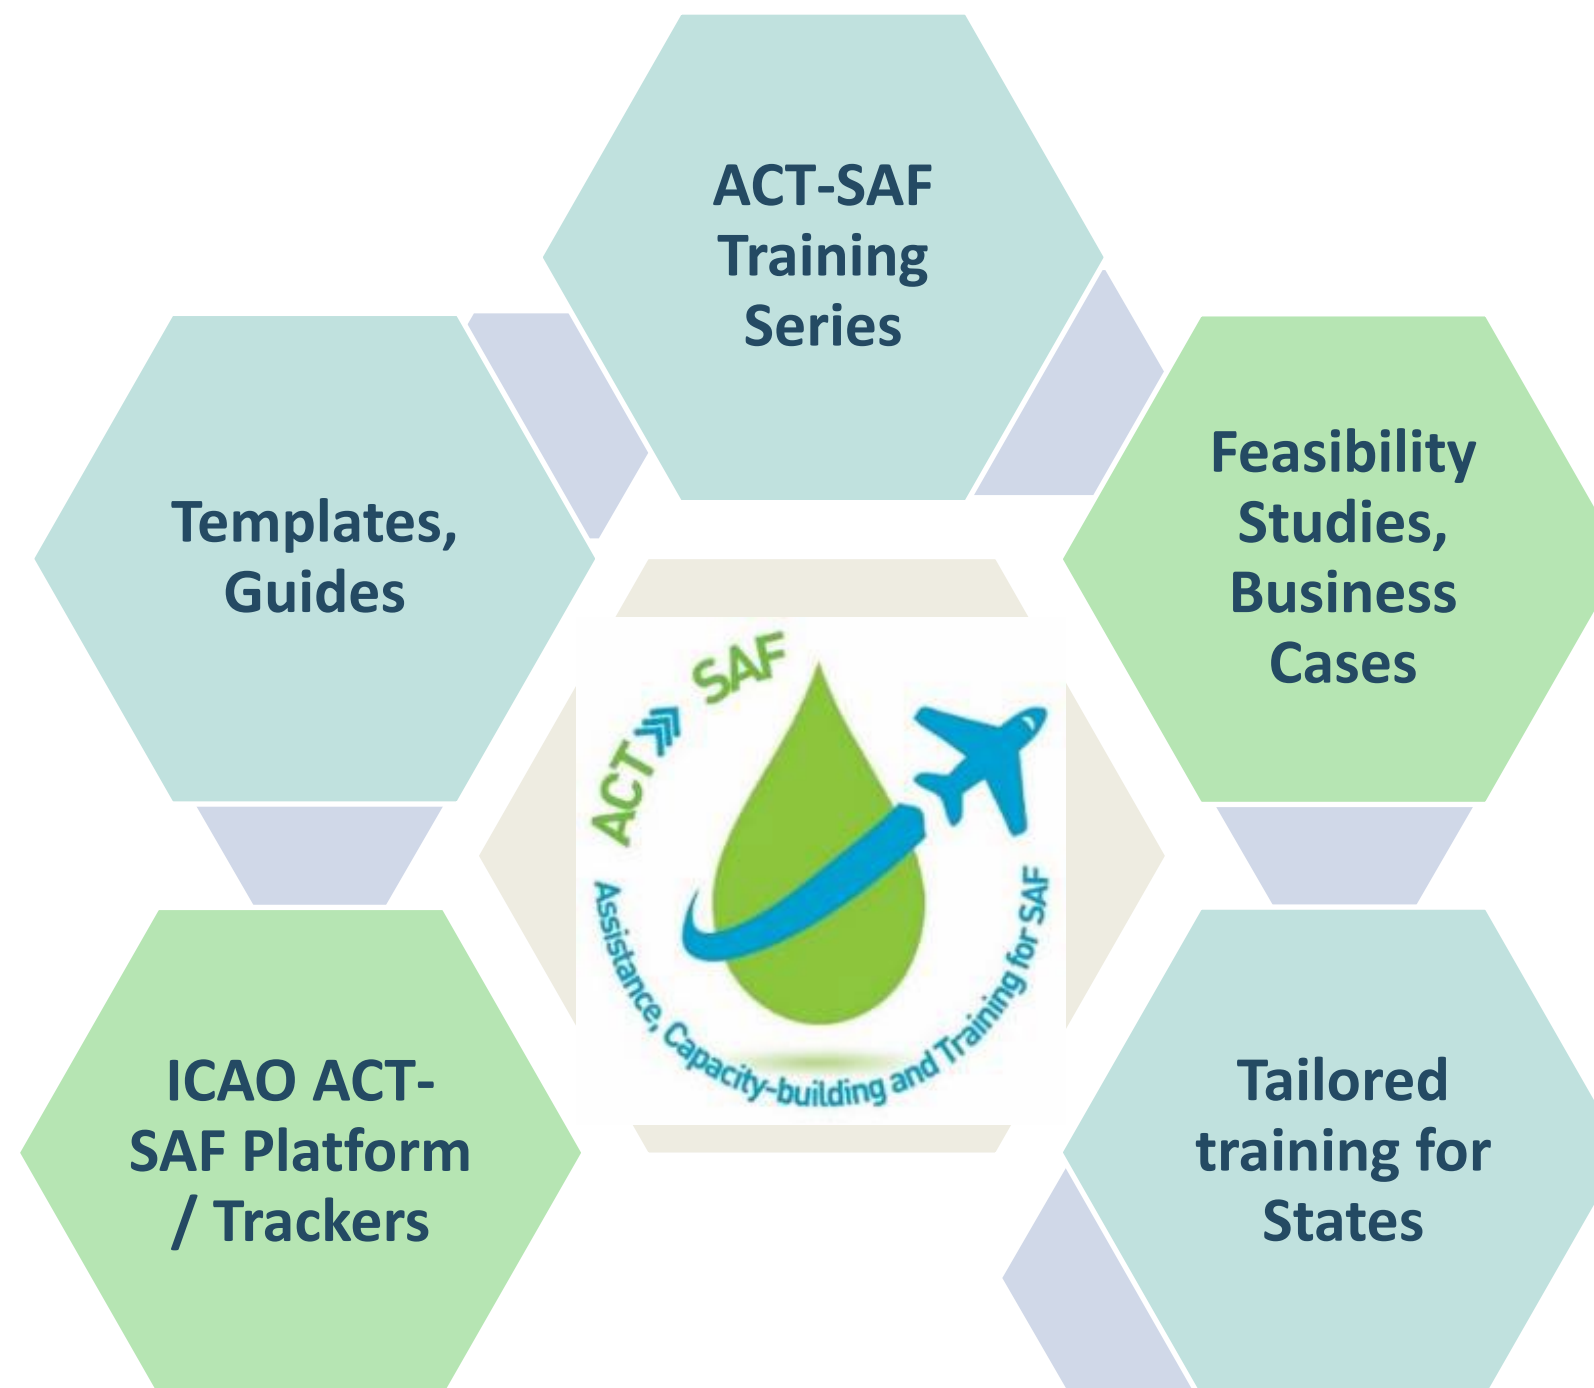 ACT-SAF
Training
Series
Templates,
Guides
Feasibility
Studies,
Business
Cases
ACT SAF
Assistance, Capacity-building and Training for SAF
ICAO ACT-
SAF Platform
/ Trackers
Tailored
training for
States